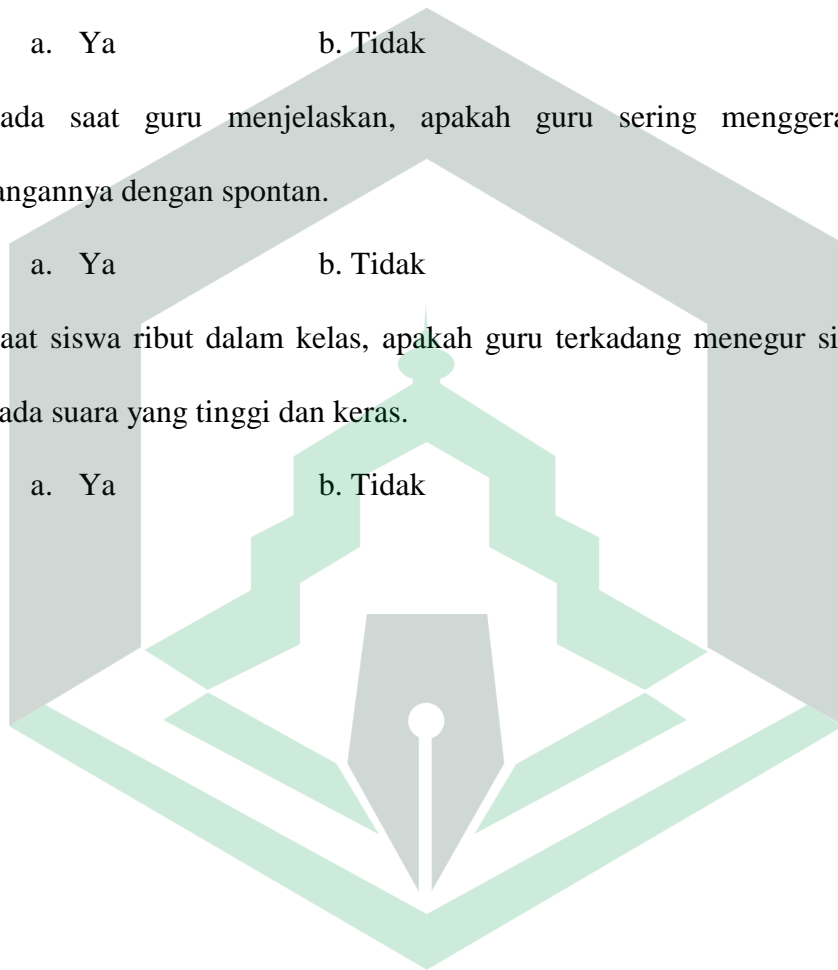 a. Ya b. Tidak
ada saat guru menjelaskan, apakah guru sering menggera
angannya dengan spontan.
a. Ya b. Tidak
aat siswa ribut dalam kelas, apakah guru terkadang menegur si
ada suara yang tinggi dan keras.
a. Ya b. Tidak